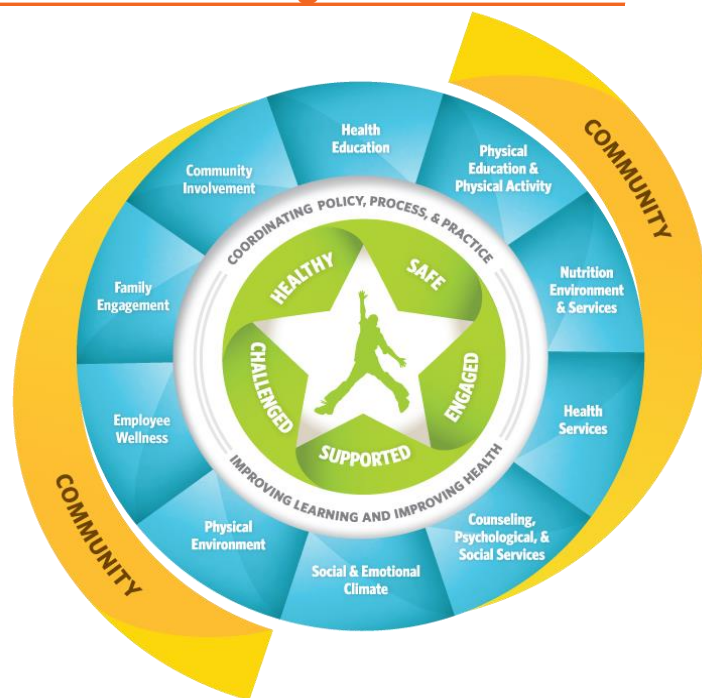 COMMUNITY
Health
Education
Physical
Education &
Physical Activity
Nutrition
Environment
& Services
Health
Services
Counseling,
Psychological, &
Social Services
Social & Emotional
Climate
Physical
Environment
Employee
Wellness
Family
Engagement
Community
Involvement
COORDINATING POLICY, PROCESS, & PRACTICE
IMPROVING LEARNING AND IMPROVING HEALTH
HEALTHY
SAFE
ENGAGED
SUPPORTED
CHALLENGED
COMMUNITY